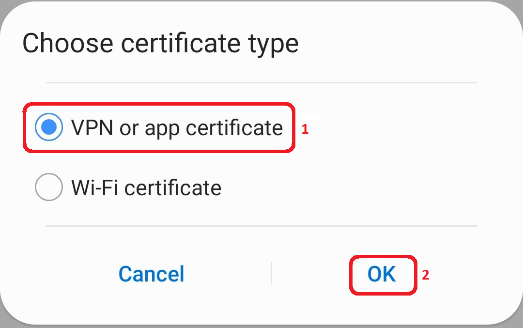 Choose certificate type
VPN or app certificate 1
Wi-Fi certificate
Cancel OK 2